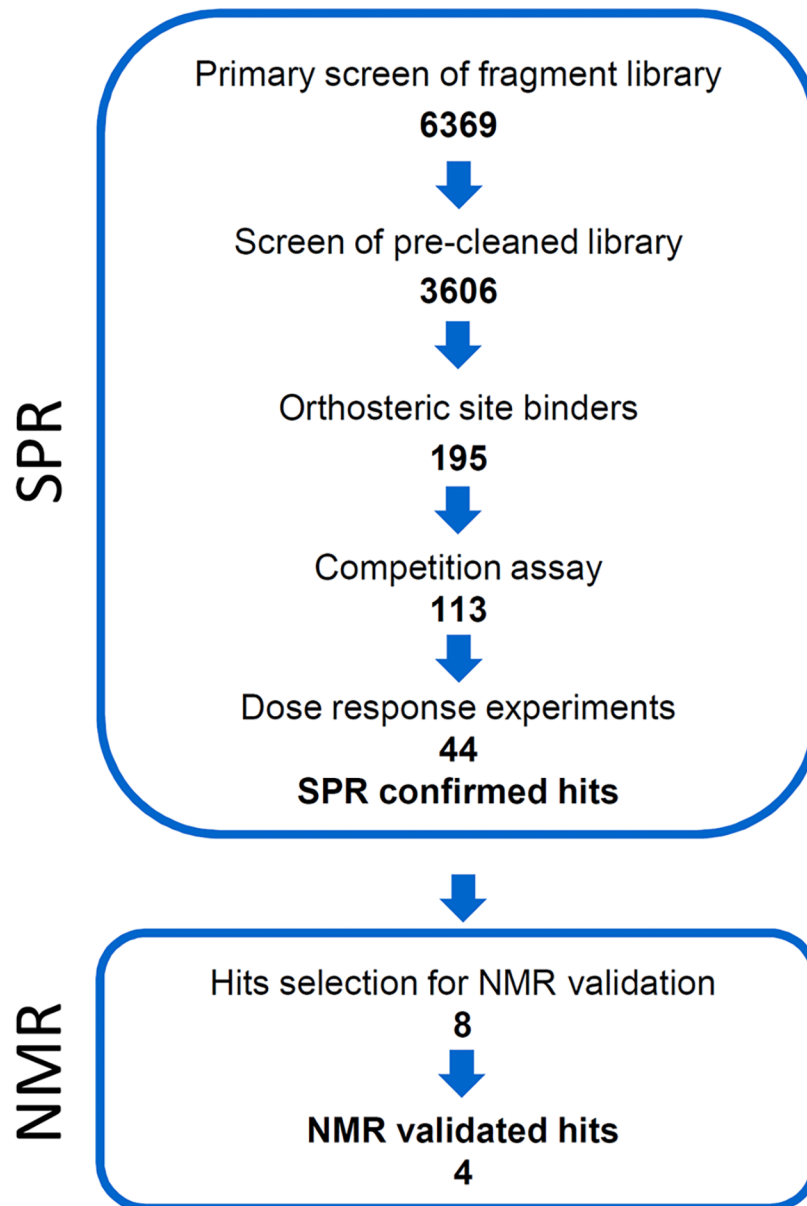 SPR
Primary screen of fragment library
6369
Screen of pre-cleaned library
3606
Orthosteric site binders
195
Competition assay
113
Dose response experiments
44
SPR confirmed hits
NMR
Hits selection for NMR validation
8
NMR validated hits
4